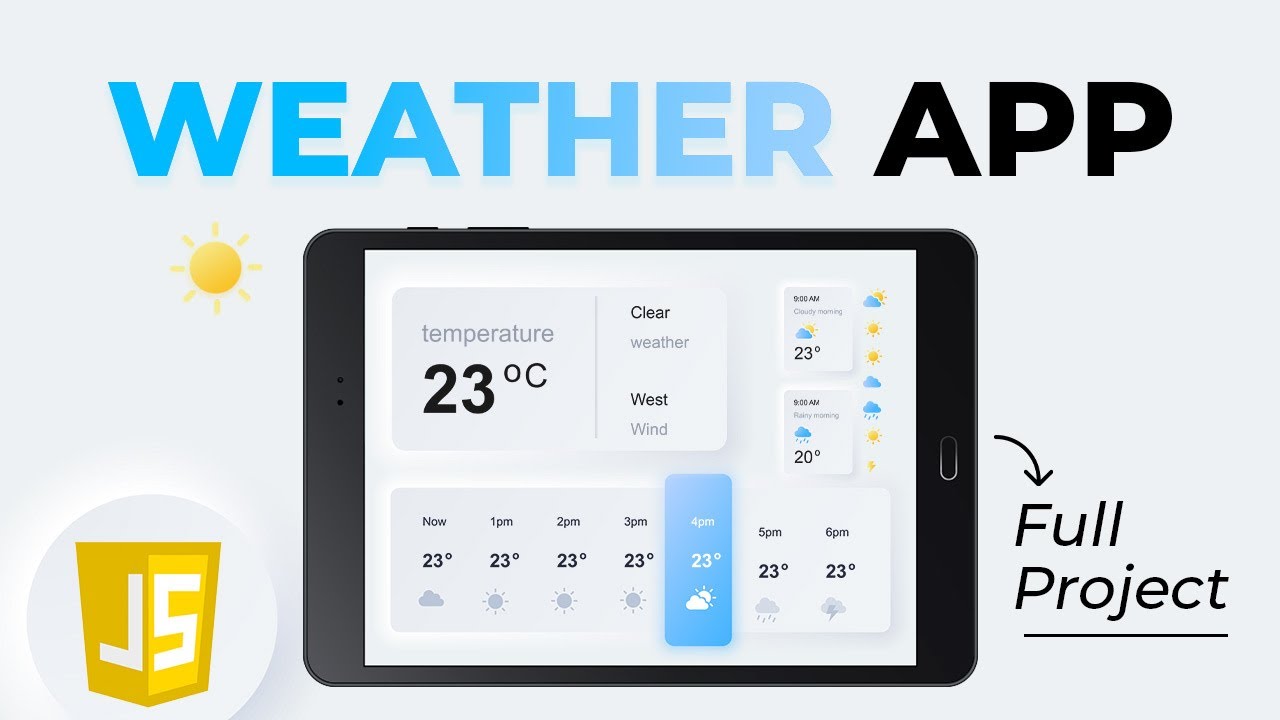 WEATHER APP
temperature
23°C
Clear
weather
West
Wind
9:00 AM
Cloudy morning
23°
9:00 AM
Rainy morning
20°
Now 1pm 2pm 3pm 4pm 5pm 6pm
23° 23° 23° 23° 23° 23° 23°
Full
Project
JS